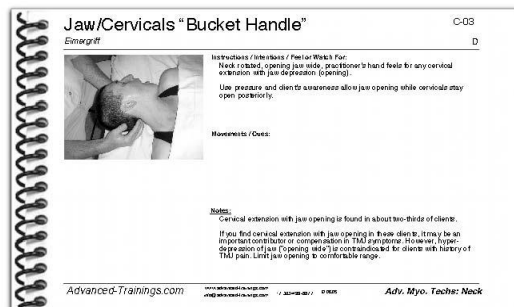 Jaw/Cervicals “Bucket Handle”
C-03
Eimergriff
D
Instructions / Intentions / Feel or Watch For:
Neck rotated, opening jaw wide, practitioner's hand feels for any cervical
extension with jaw depression (opening).
Use pressure and client's awareness allow jaw opening while cervicals stay
open posteriorly.
Movements / Cues:
Notes:
Cervical extension with jaw opening is found in about two-thirds of clients.
If you find cervical extension with jaw opening in these clients, it may be an
important contributor or compensation in TMJ symptoms. However, hyper-
depression of jaw ("opening wide") is contraindicated for clients with history of
TMJ pain. Limit jaw opening to comfortable range.
Advanced-Trainings.com
Adv. Myo. Techs: Neck